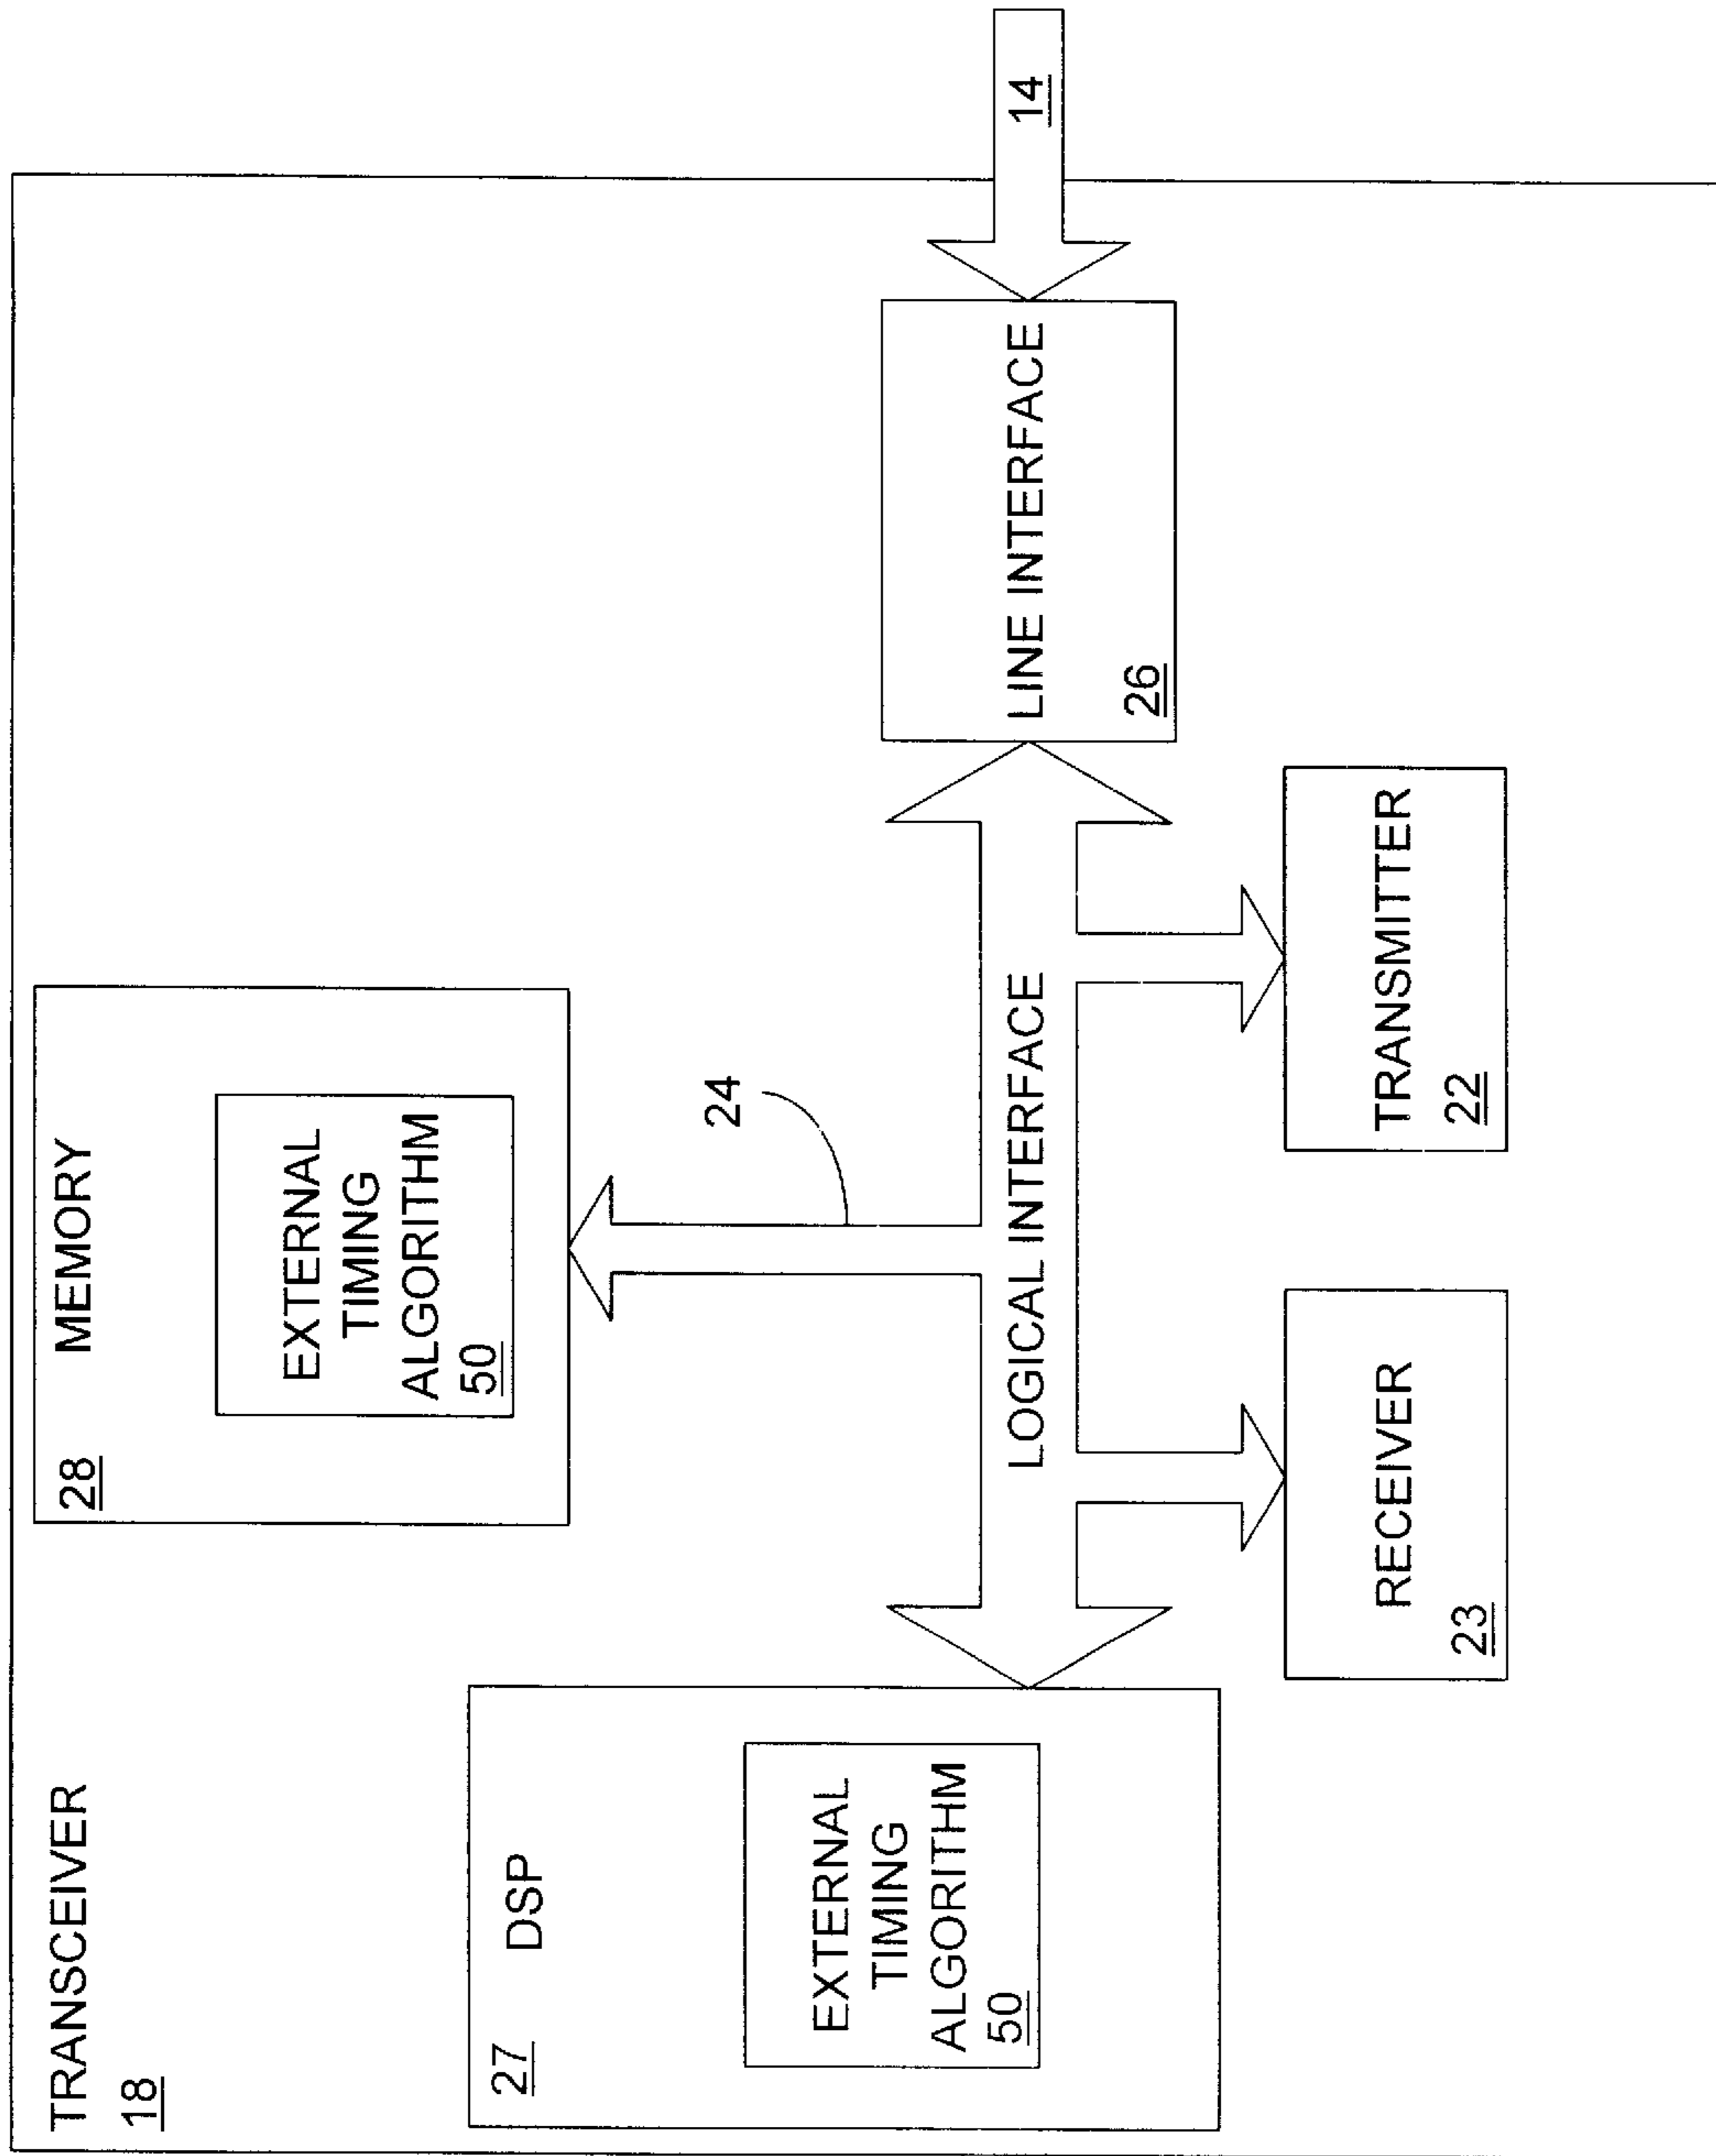 TRANSCEIVER
18
28
MEMORY
EXTERNAL
TIMING
ALGORITHM
50
27
DSP
EXTERNAL
TIMING
ALGORITHM
50
24
LOGICAL INTERFACE
LINE INTERFACE
26
14
RECEIVER
23
TRANSMITTER
22